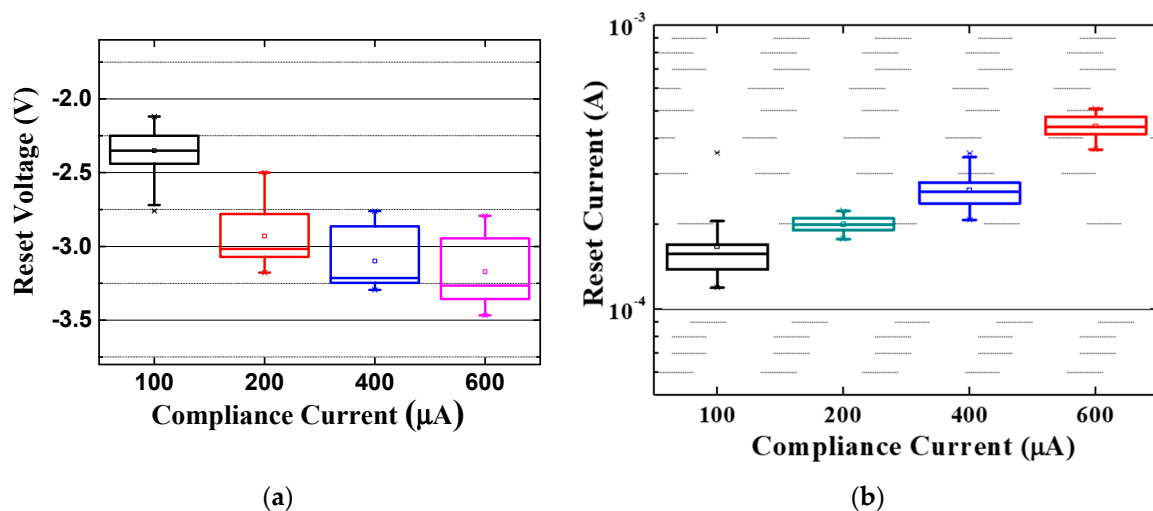 Reset Voltage (V)
-2.0
-2.5
-3.0
-3.5
100 200 400 600
Compliance Current (μA)
(a)
Reset Current (A)
10⁻³
10⁻⁴
100 200 400 600
Compliance Current (μA)
(b)